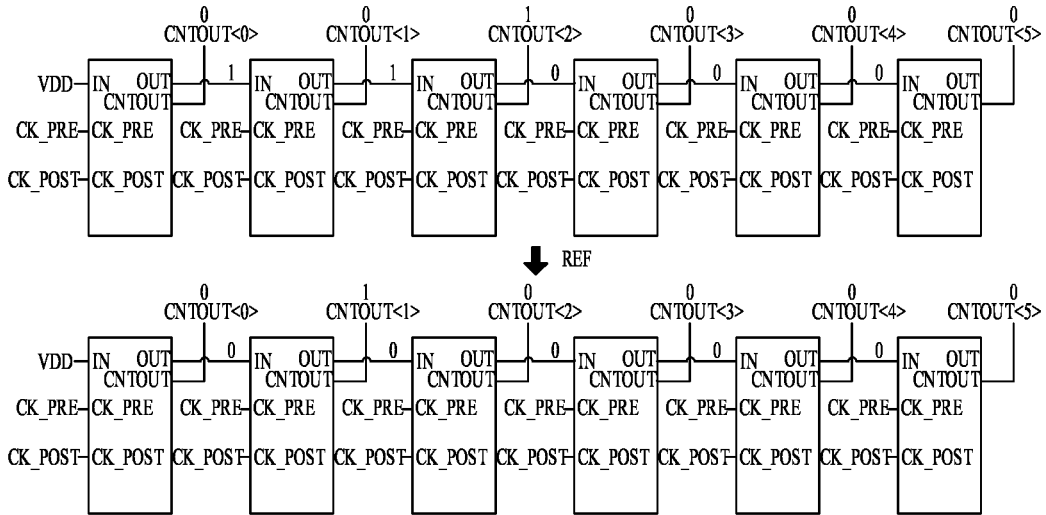 0 0 1 0 0 0
CNTOUT<0> CNTOUT<1> CNTOUT<2> CNTOUT<3> CNTOUT<4> CNTOUT<5>
1 1 0 0 0
VDD IN OUT IN OUT IN OUT IN OUT IN OUT IN OUT
CNTOUT CNTOUT CNTOUT CNTOUT CNTOUT CNTOUT
CK_PRE CK_PRE CK_PRE CK_PRE CK_PRE CK_PRE CK_PRE CK_PRE CK_PRE CK_PRE CK_PRE CK_PRE
CK_POST CK_POST CK_POST CK_POST CK_POST CK_POST CK_POST CK_POST CK_POST CK_POST CK_POST CK_POST
REF
0 1 0 0 0 0
CNTOUT<0> CNTOUT<1> CNTOUT<2> CNTOUT<3> CNTOUT<4> CNTOUT<5>
0 0 0 0 0
VDD IN OUT IN OUT IN OUT IN OUT IN OUT IN OUT
CNTOUT CNTOUT CNTOUT CNTOUT CNTOUT CNTOUT
CK_PRE CK_PRE CK_PRE CK_PRE CK_PRE CK_PRE CK_PRE CK_PRE CK_PRE CK_PRE CK_PRE CK_PRE
CK_POST CK_POST CK_POST CK_POST CK_POST CK_POST CK_POST CK_POST CK_POST CK_POST CK_POST CK_POST